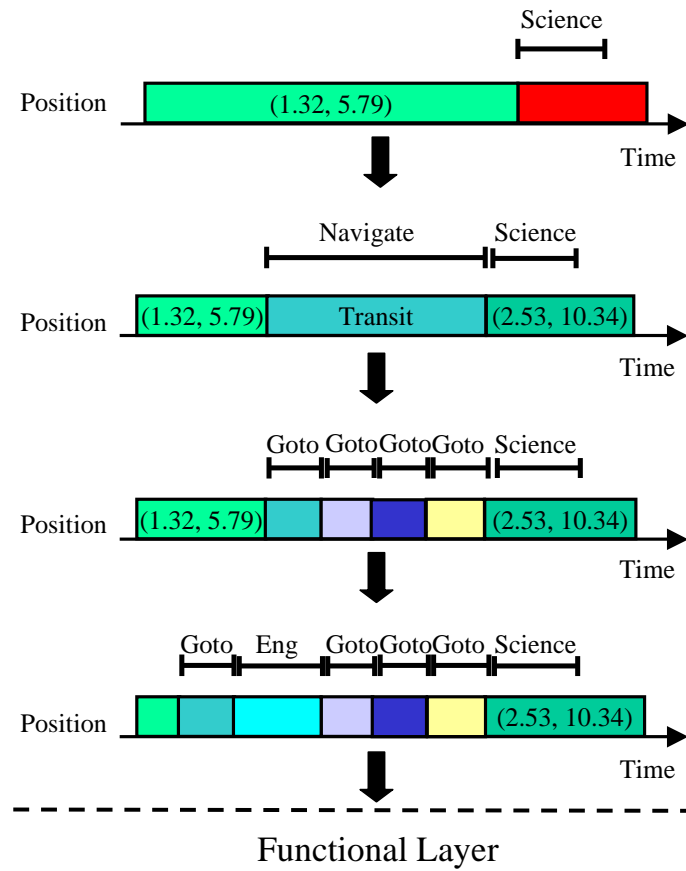 Science
Position (1.32, 5.79)
Time
Navigate Science
Position (1.32, 5.79) Transit (2.53, 10.34)
Time
Goto Goto Goto Goto Science
Position (1.32, 5.79) (2.53, 10.34)
Time
Goto Eng Goto Goto Goto Science
Position (2.53, 10.34)
Time
Functional Layer